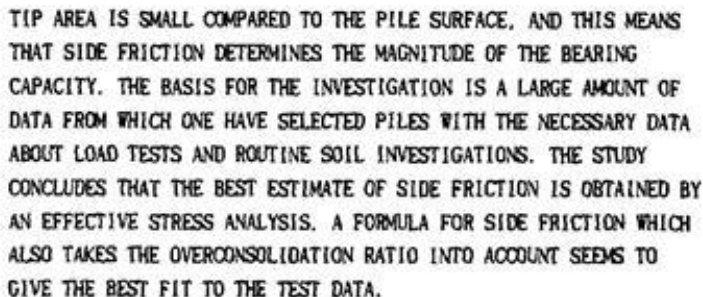 TIP AREA IS SMALL COMPARED TO THE PILE SURFACE, AND THIS MEANS
THAT SIDE FRICTION DETERMINES THE MAGNITUDE OF THE BEARING
CAPACITY. THE BASIS FOR THE INVESTIGATION IS A LARGE AMOUNT OF
DATA FROM WHICH ONE HAVE SELECTED PILES WITH THE NECESSARY DATA
ABOUT LOAD TESTS AND ROUTINE SOIL INVESTIGATIONS. THE STUDY
CONCLUDES THAT THE BEST ESTIMATE OF SIDE FRICTION IS OBTAINED BY
AN EFFECTIVE STRESS ANALYSIS. A FORMULA FOR SIDE FRICTION WHICH
ALSO TAKES THE OVERCONSOLIDATION RATIO INTO ACCOUNT SEEMS TO
GIVE THE BEST FIT TO THE TEST DATA.